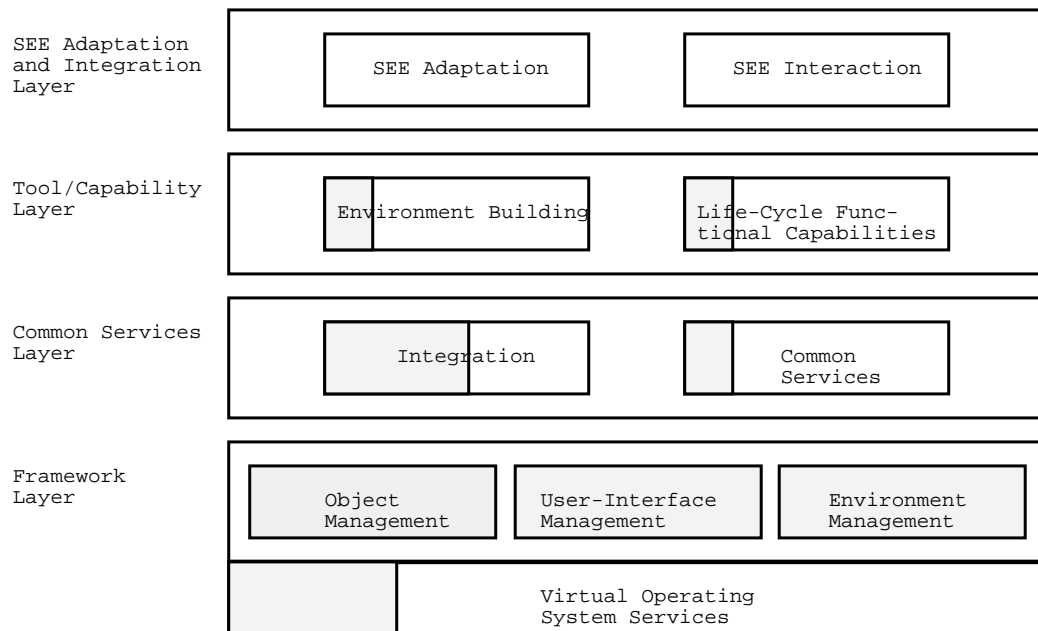 SEE Adaptation
and Integration
Layer
SEE Adaptation
SEE Interaction
Tool/Capability
Layer
Environment Building
Life-Cycle Func-
tional Capabilities
Common Services
Layer
Integration
Common
Services
Framework
Layer
Object
Management
User-Interface
Management
Environment
Management
Virtual Operating
System Services